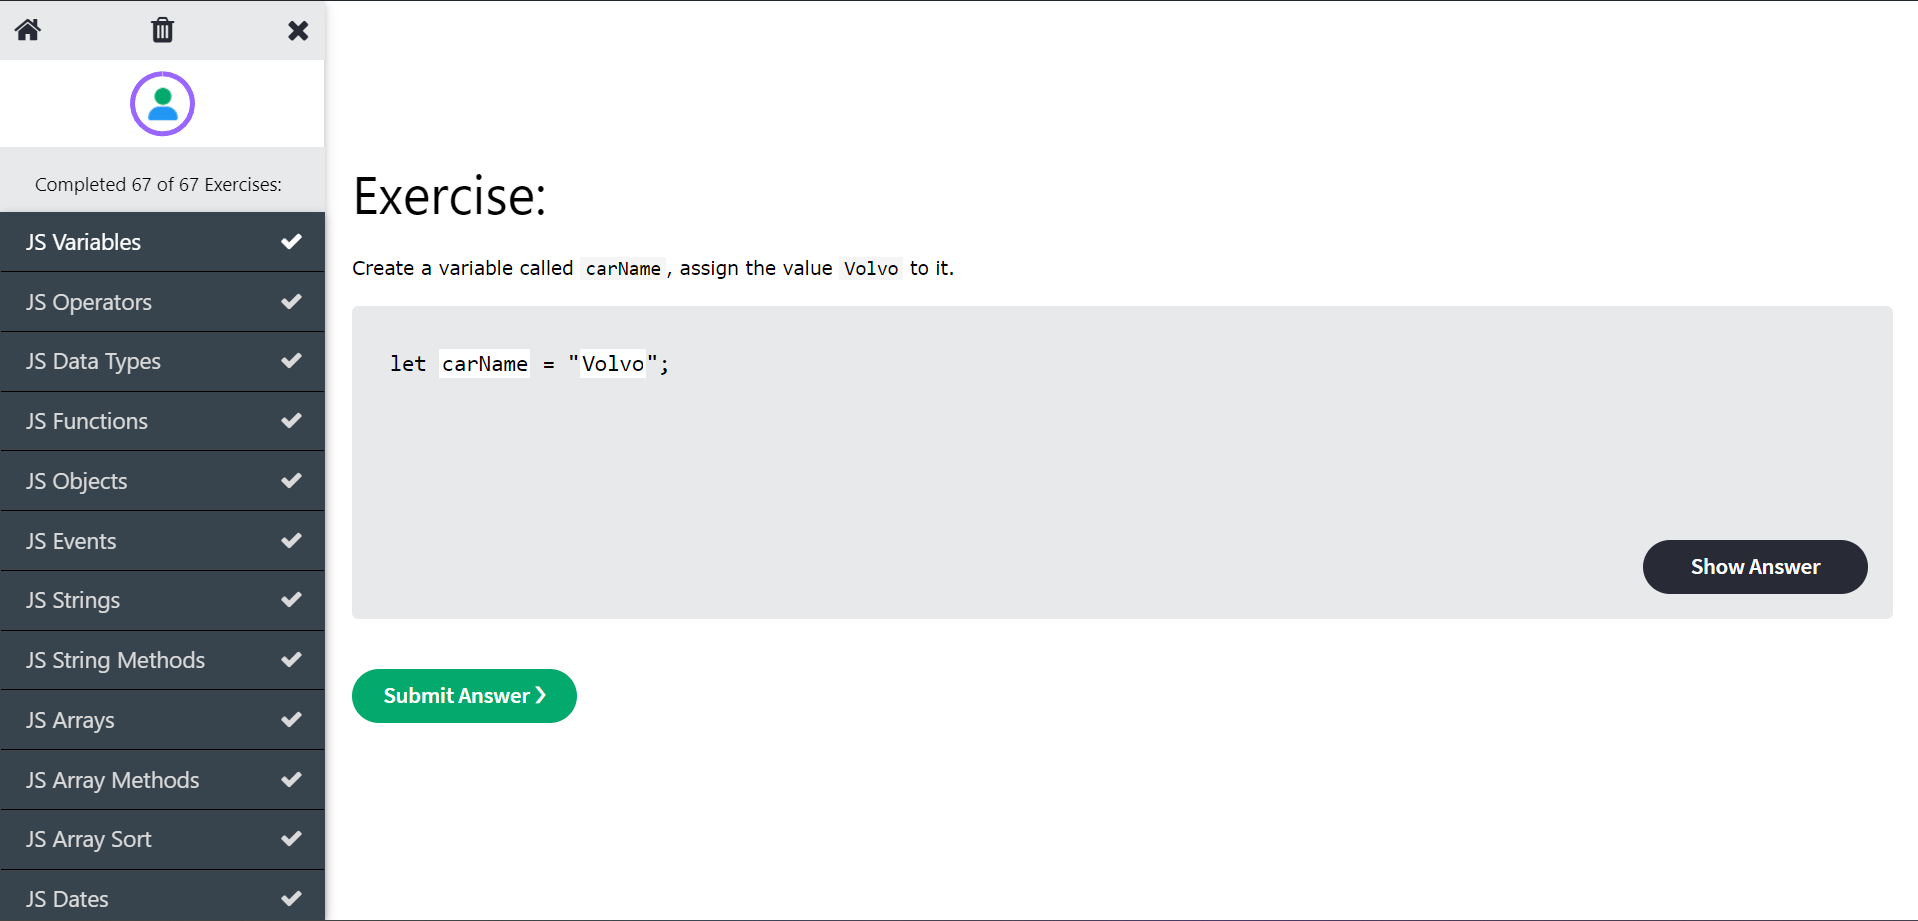 Completed 67 of 67 Exercises:
JS Variables
JS Operators
JS Data Types
JS Functions
JS Objects
JS Events
JS Strings
JS String Methods
JS Arrays
JS Array Methods
JS Array Sort
JS Dates
Exercise:
Create a variable called carName, assign the value Volvo to it.
let carName = "Volvo";
Show Answer
Submit Answer ❯